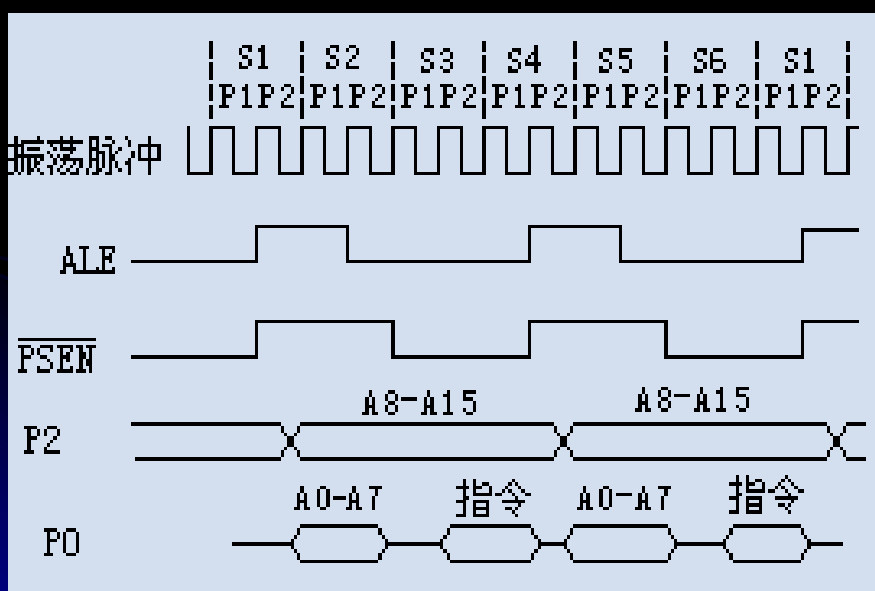 S1 S2 S3 S4 S5 S6 S1
P1P2 P1P2 P1P2 P1P2 P1P2 P1P2 P1P2
振荡脉冲
ALE
PSEN
A8-A15 A8-A15
P2
A0-A7 指令 A0-A7 指令
P0